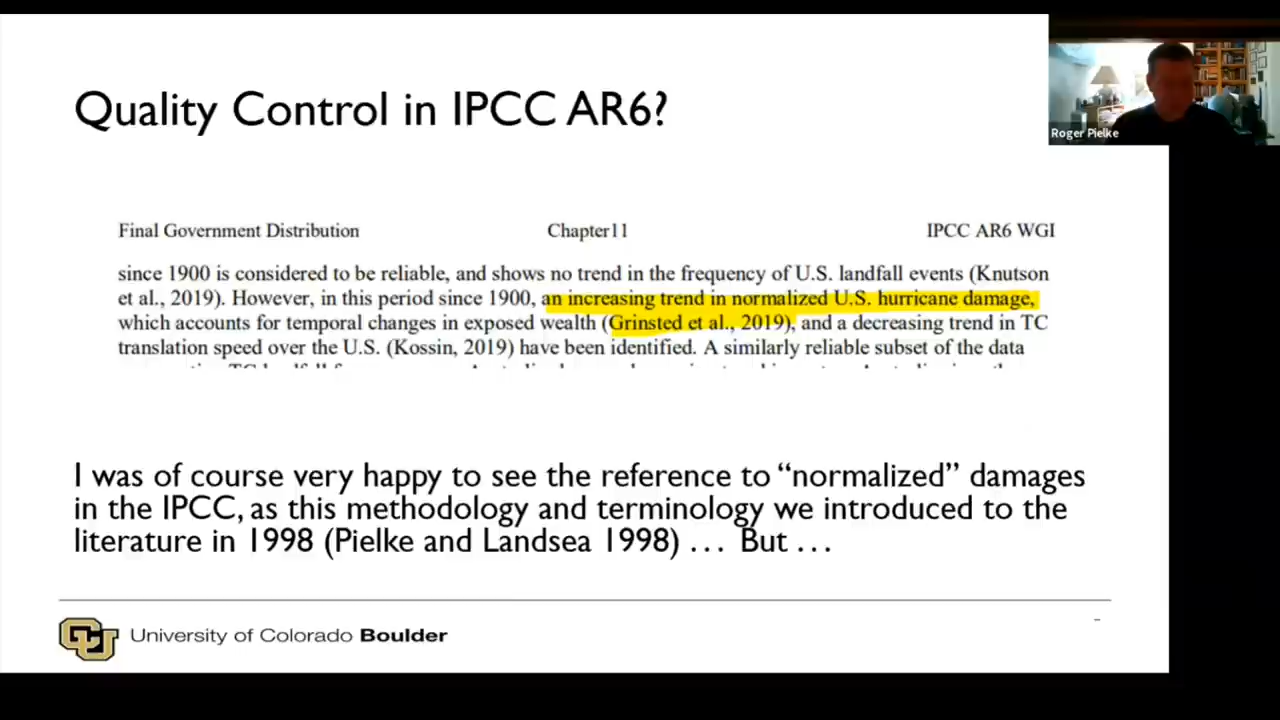 Quality Control in IPCC AR6?
Roger Pielke
Final Government Distribution Chapter11 IPCC AR6 WGI
since 1900 is considered to be reliable, and shows no trend in the frequency of U.S. landfall events (Knutson
et al., 2019). However, in this period since 1900, an increasing trend in normalized U.S. hurricane damage,
which accounts for temporal changes in exposed wealth (Grinsted et al., 2019), and a decreasing trend in TC
translation speed over the U.S. (Kossin, 2019) have been identified. A similarly reliable subset of the data
I was of course very happy to see the reference to “normalized” damages
in the IPCC, as this methodology and terminology we introduced to the
literature in 1998 (Pielke and Landsea 1998) … But …
CU University of Colorado Boulder